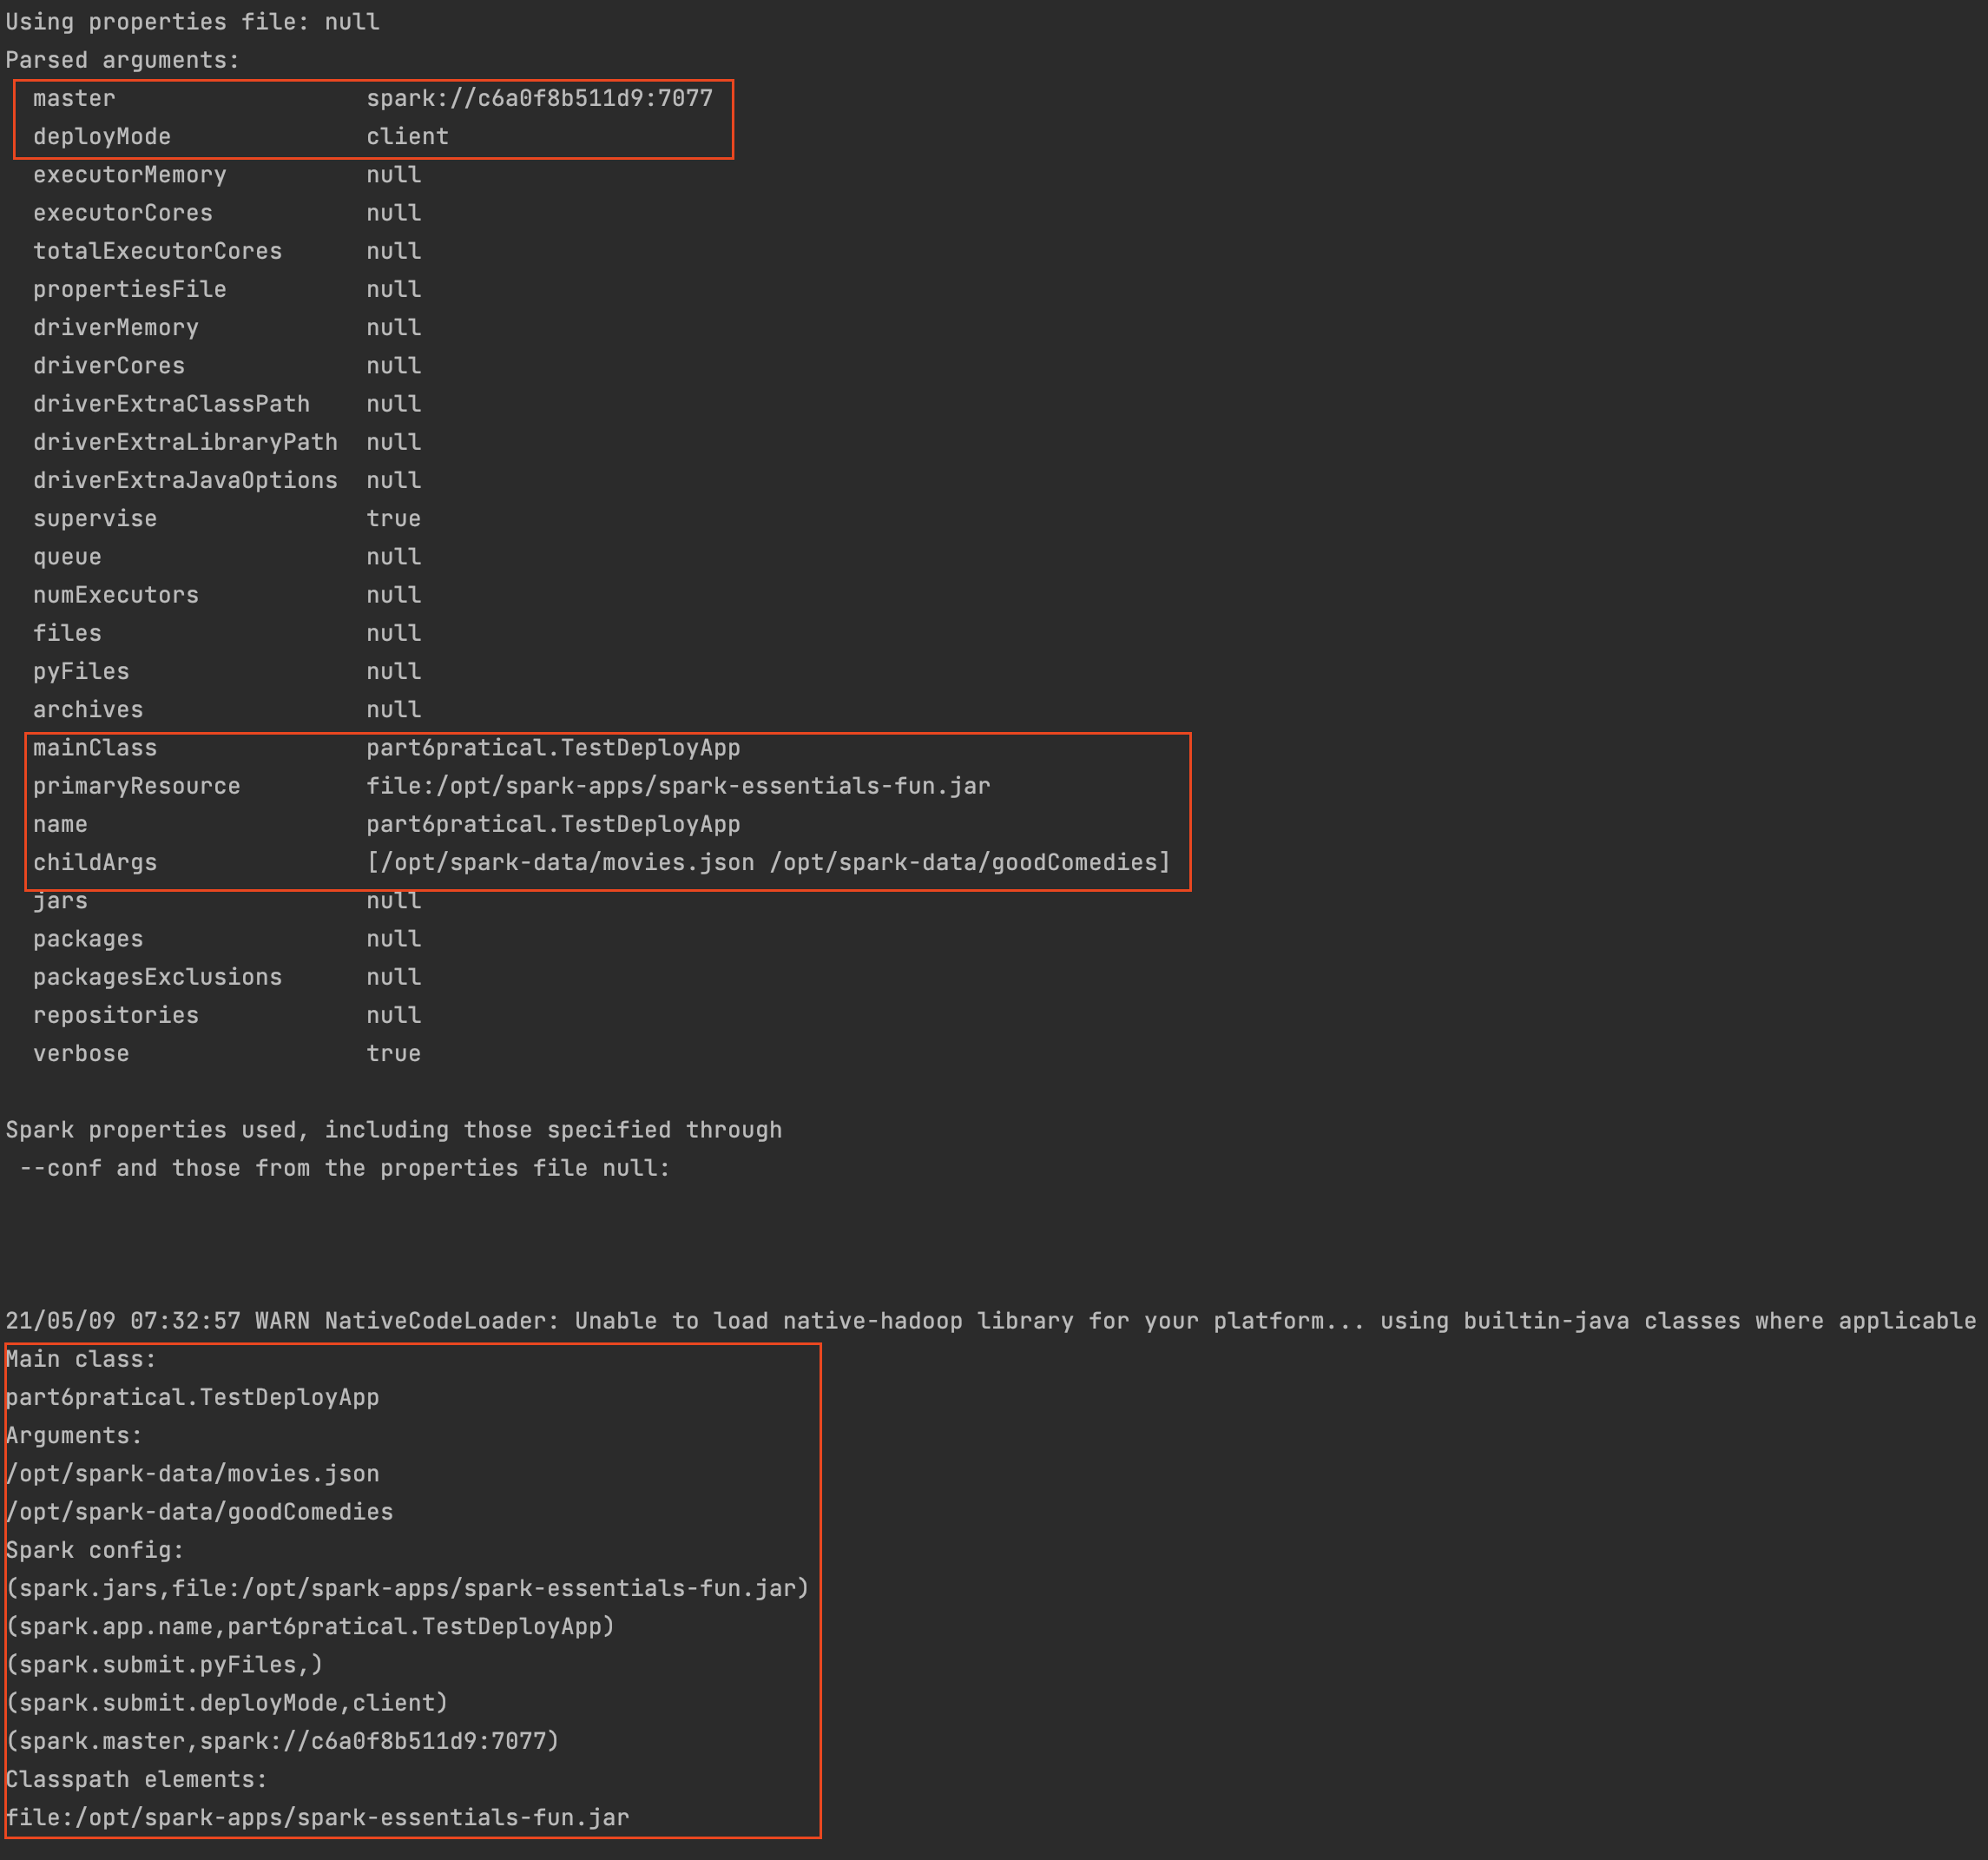 Using properties file: null
Parsed arguments:
master spark://c6a0f8b511d9:7077
deployMode client
executorMemory null
executorCores null
totalExecutorCores null
propertiesFile null
driverMemory null
driverCores null
driverExtraClassPath null
driverExtraLibraryPath null
driverExtraJavaOptions null
supervise true
queue null
numExecutors null
files null
pyFiles null
archives null
mainClass part6pratical.TestDeployApp
primaryResource file:/opt/spark-apps/spark-essentials-fun.jar
name part6pratical.TestDeployApp
childArgs [/opt/spark-data/movies.json /opt/spark-data/goodComedies]
jars null
packages null
packagesExclusions null
repositories null
verbose true
Spark properties used, including those specified through
--conf and those from the properties file null:
21/05/09 07:32:57 WARN NativeCodeLoader: Unable to load native-hadoop library for your platform... using builtin-java classes where applicable
Main class:
part6pratical.TestDeployApp
Arguments:
/opt/spark-data/movies.json
/opt/spark-data/goodComedies
Spark config:
(spark.jars,file:/opt/spark-apps/spark-essentials-fun.jar)
(spark.app.name,part6pratical.TestDeployApp)
(spark.submit.pyFiles,)
(spark.submit.deployMode,client)
(spark.master,spark://c6a0f8b511d9:7077)
Classpath elements:
file:/opt/spark-apps/spark-essentials-fun.jar